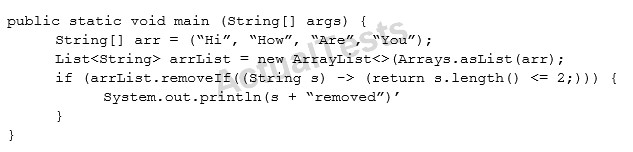 public static void main (String[] args) {
String[] arr = (“Hi”, “How”, “Are”, “You”);
List<String> arrList = new ArrayList<>(Arrays.asList(arr);
if (arrList.removeIf((String s) -> (return s.length() <= 2;))) {
System.out.println(s + “removed”)’
}
}
ActualTests